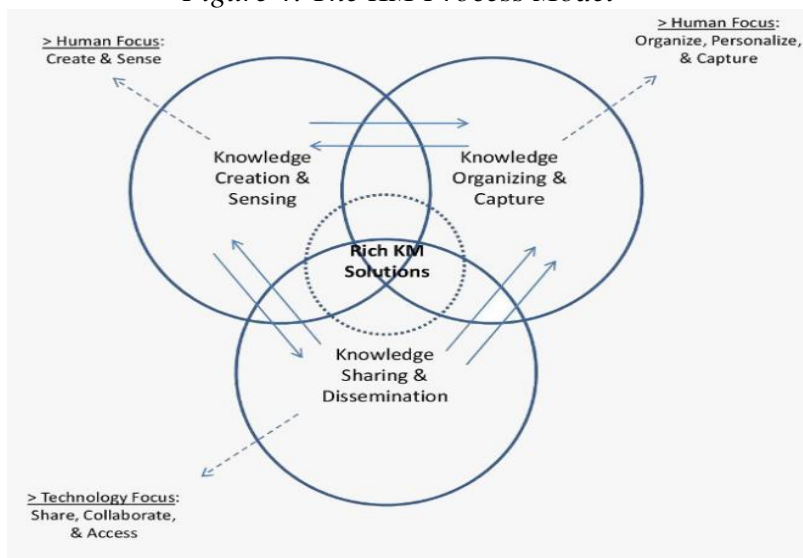 Figure 4: The KM Process Model
> Human Focus:
Create & Sense
> Human Focus:
Organize, Personalize,
& Capture
Knowledge
Creation &
Sensing
Knowledge
Organizing &
Capture
Rich KM
Solutions
Knowledge
Sharing &
Dissemination
> Technology Focus:
Share, Collaborate,
& Access